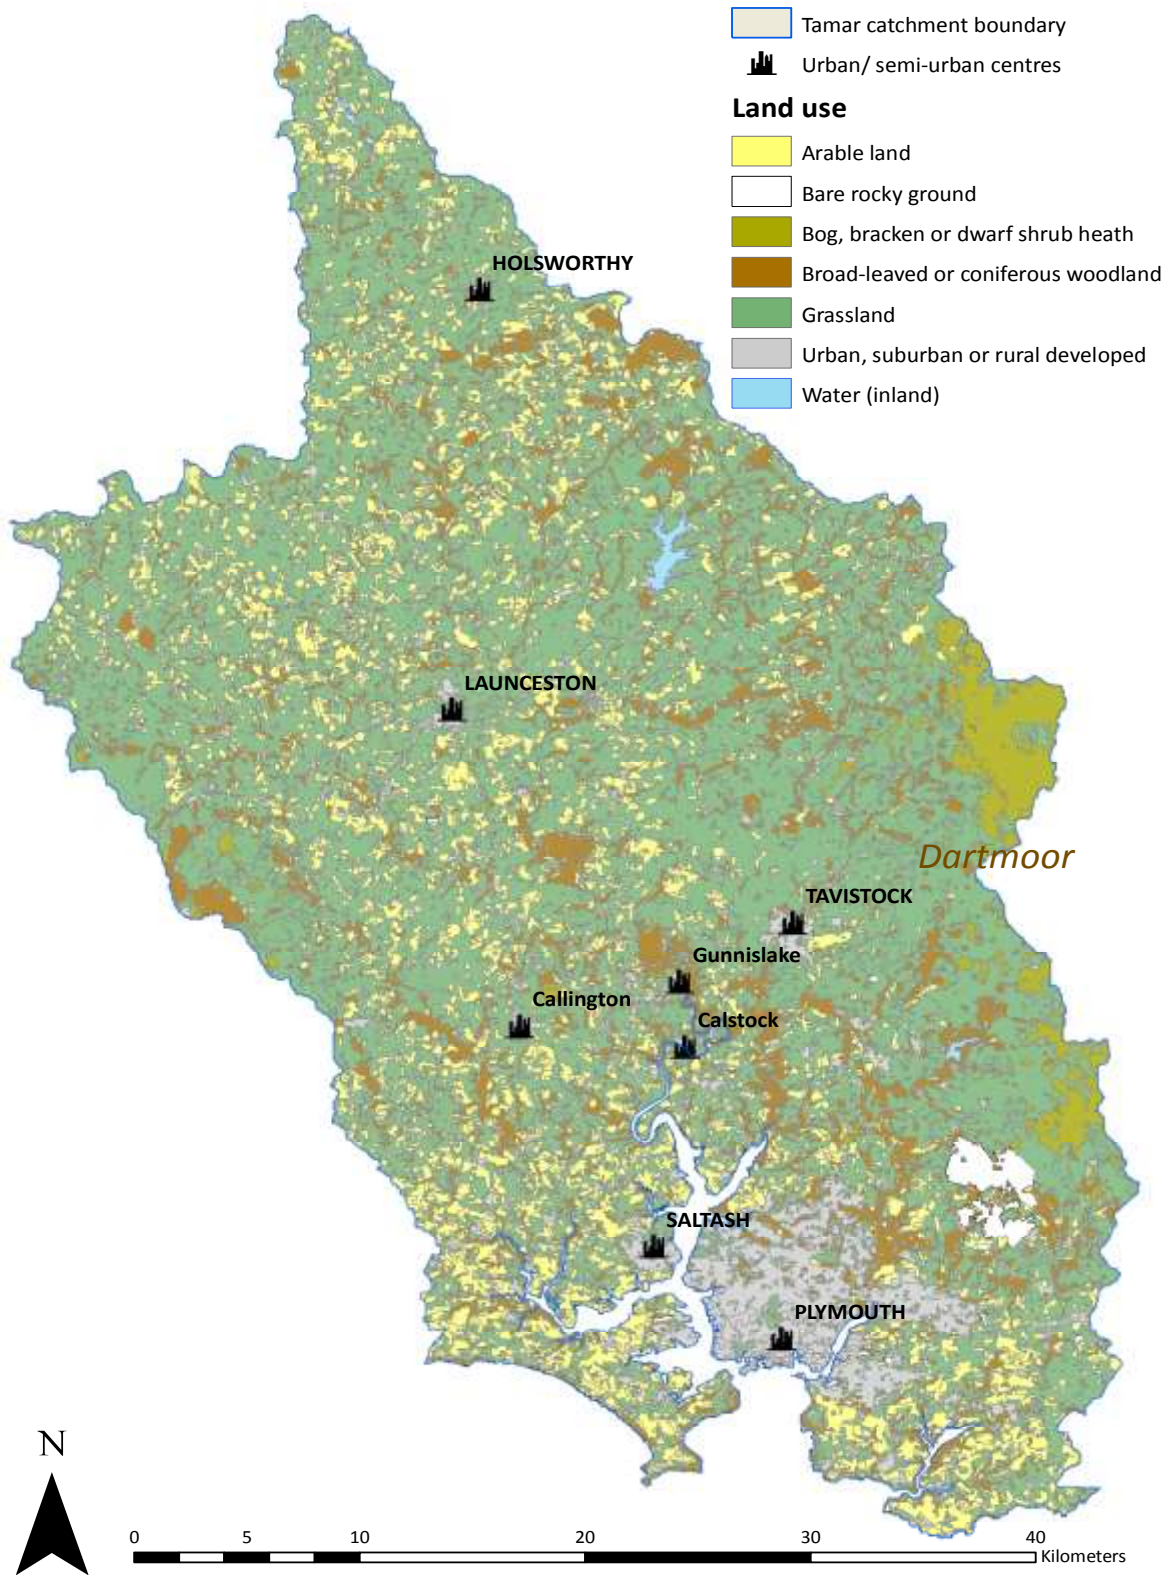 Tamar catchment boundary
Urban/ semi-urban centres
Land use
Arable land
Bare rocky ground
Bog, bracken or dwarf shrub heath
Broad-leaved or coniferous woodland
Grassland
Urban, suburban or rural developed
Water (inland)
HOLSWORTHY
LAUNCESTON
Dartmoor
TAVISTOCK
Gunnislake
Callington
Calstock
SALTASH
PLYMOUTH
N
0 5 10 20 30 40
Kilometers